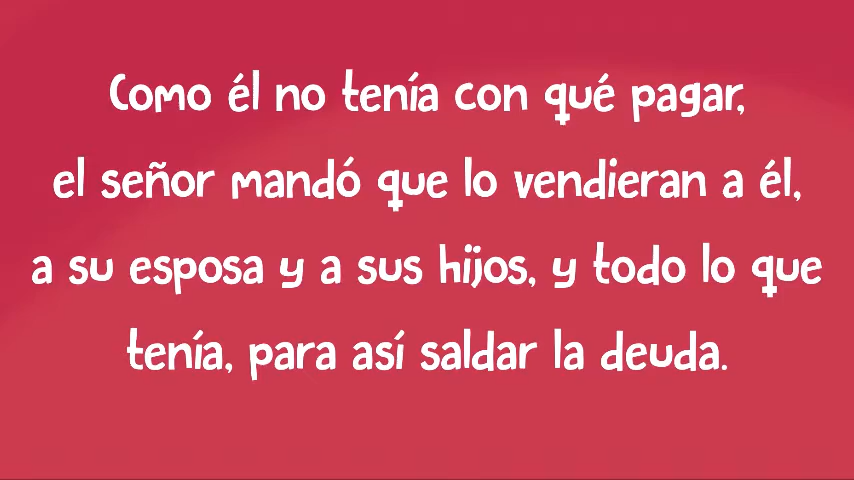 Como él no tenía con qué pagar,
el señor mandó que lo vendieran a él,
a su esposa y a sus hijos, y todo lo que
tenía, para así saldar la deuda.